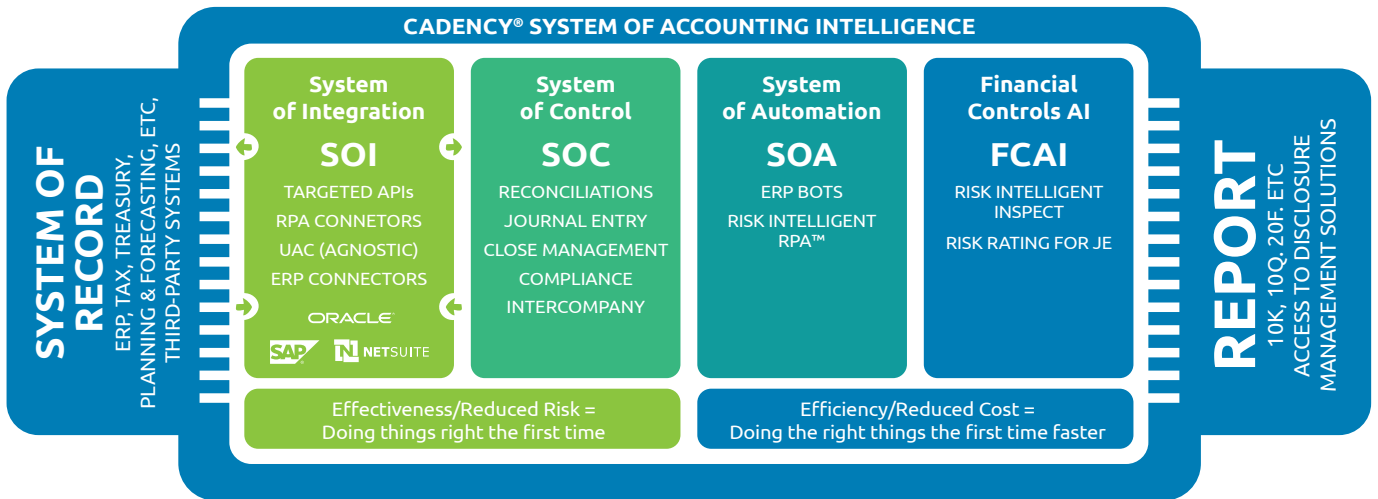 CADENCY® SYSTEM OF ACCOUNTING INTELLIGENCE
SYSTEM OF
RECORD
ERP, TAX, TREASURY,
PLANNING & FORECASTING, ETC,
THIRD-PARTY SYSTEMS
System
of Integration
SOI
TARGETED APIs
RPA CONNETORS
UAC (AGNOSTIC)
ERP CONNECTORS
ORACLE
SAP
N NETSUITE
System
of Control
SOC
RECONCILIATIONS
JOURNAL ENTRY
CLOSE MANAGEMENT
COMPLIANCE
INTERCOMPANY
System
of Automation
SOA
ERP BOTS
RISK INTELLIGENT
RPA™
Financial
Controls AI
FCAI
RISK INTELLIGENT
INSPECT
RISK RATING FOR JE
Effectiveness/Reduced Risk =
Doing things right the first time
Efficiency/Reduced Cost =
Doing the right things the first time faster
REPORT
10K, 10Q. 20F. ETC
ACCESS TO DISCLOSURE
MANAGEMENT SOLUTIONS